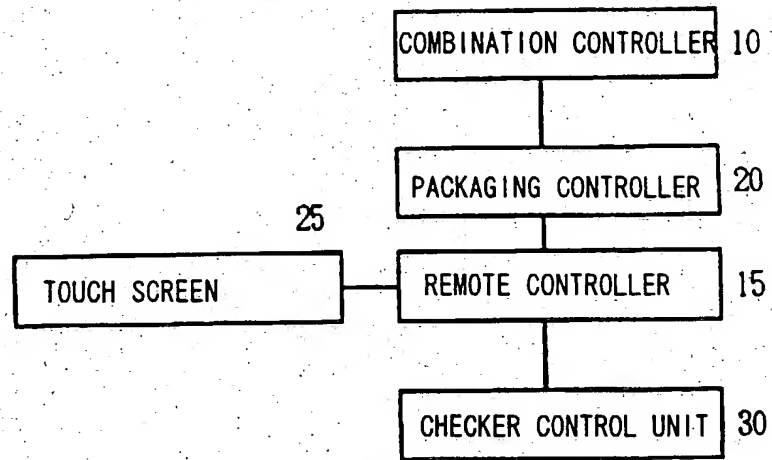 COMBINATION CONTROLLER 10
PACKAGING CONTROLLER 20
25
TOUCH SCREEN
REMOTE CONTROLLER 15
CHECKER CONTROL UNIT 30